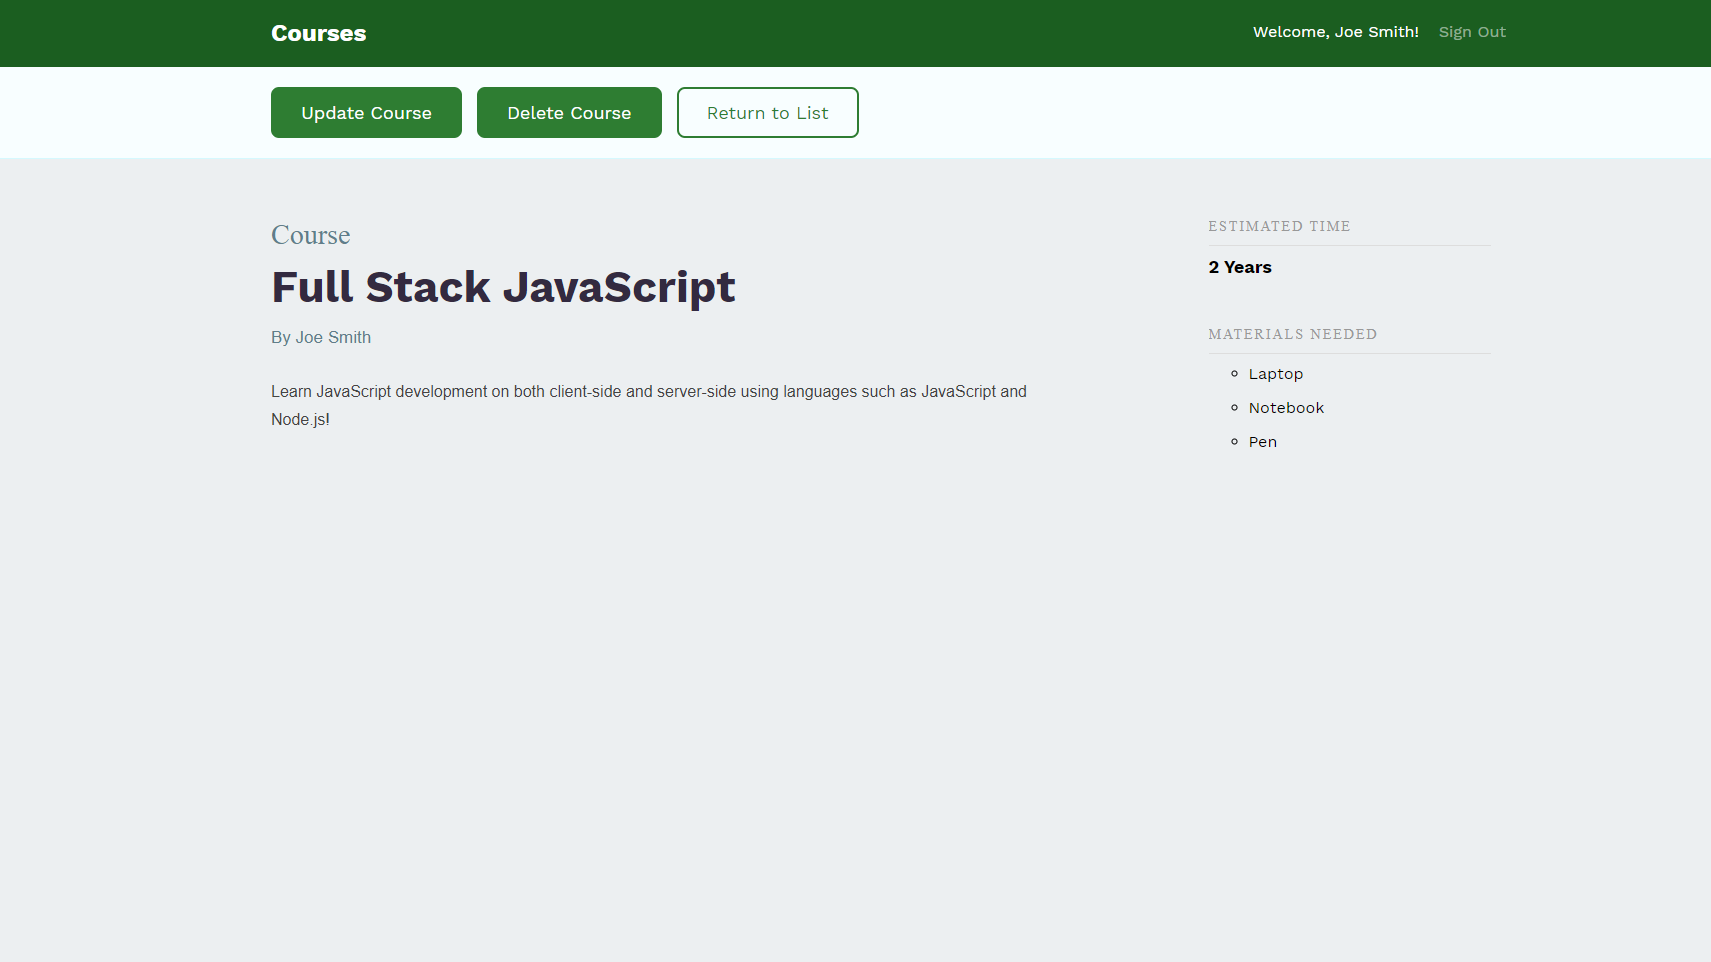 Courses
Welcome, Joe Smith! Sign Out
Update Course Delete Course Return to List
Course
Full Stack JavaScript
By Joe Smith
Learn JavaScript development on both client-side and server-side using languages such as JavaScript and
Node.js!
ESTIMATED TIME
2 Years
MATERIALS NEEDED
Laptop
Notebook
Pen